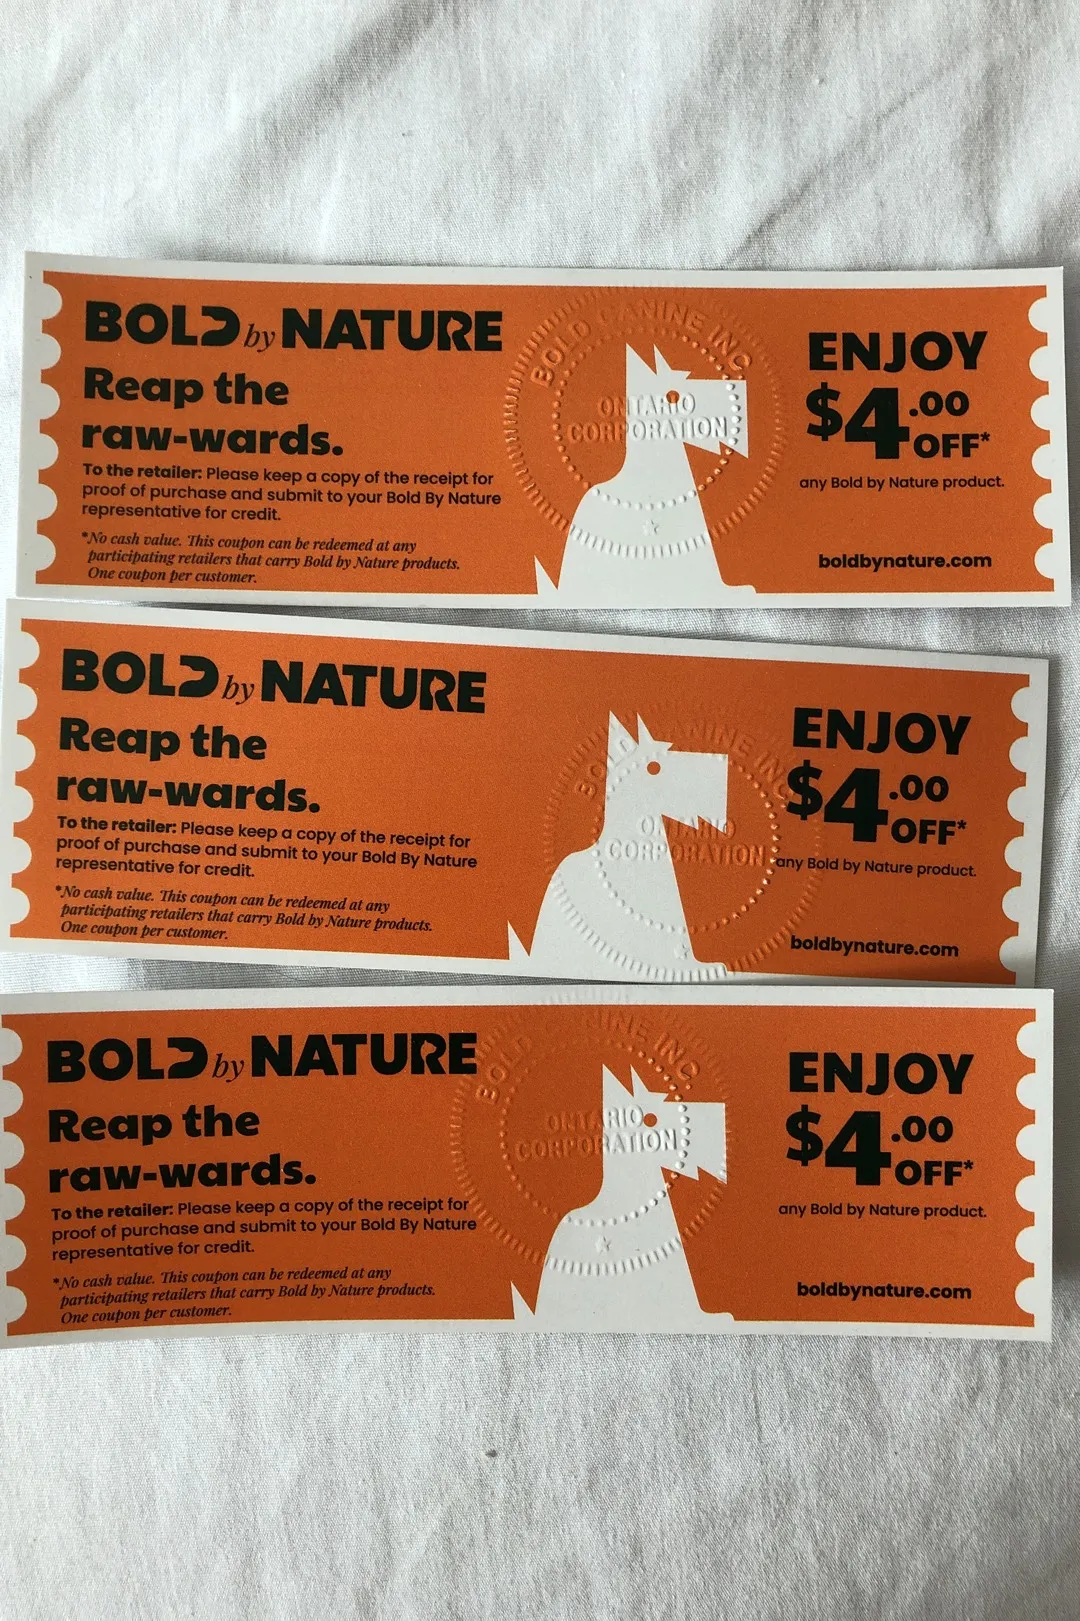 BOLD by NATURE
Reap the
raw-wards.
To the retailer: Please keep a copy of the receipt for
proof of purchase and submit to your Bold By Nature
representative for credit.
*No cash value. This coupon can be redeemed at any
participating retailers that carry Bold by Nature products.
One coupon per customer.
BOLD CANINE INC.
ONTARIO
CORPORATION
ENJOY
$4.00
OFF*
any Bold by Nature product.
boldbynature.com
BOLD by NATURE
Reap the
raw-wards.
To the retailer: Please keep a copy of the receipt for
proof of purchase and submit to your Bold By Nature
representative for credit.
*No cash value. This coupon can be redeemed at any
participating retailers that carry Bold by Nature products.
One coupon per customer.
BOLD CANINE INC.
ONTARIO
CORPORATION
ENJOY
$4.00
OFF*
any Bold by Nature product.
boldbynature.com
BOLD by NATURE
Reap the
raw-wards.
To the retailer: Please keep a copy of the receipt for
proof of purchase and submit to your Bold By Nature
representative for credit.
*No cash value. This coupon can be redeemed at any
participating retailers that carry Bold by Nature products.
One coupon per customer.
BOLD CANINE INC.
ONTARIO
CORPORATION
ENJOY
$4.00
OFF*
any Bold by Nature product.
boldbynature.com